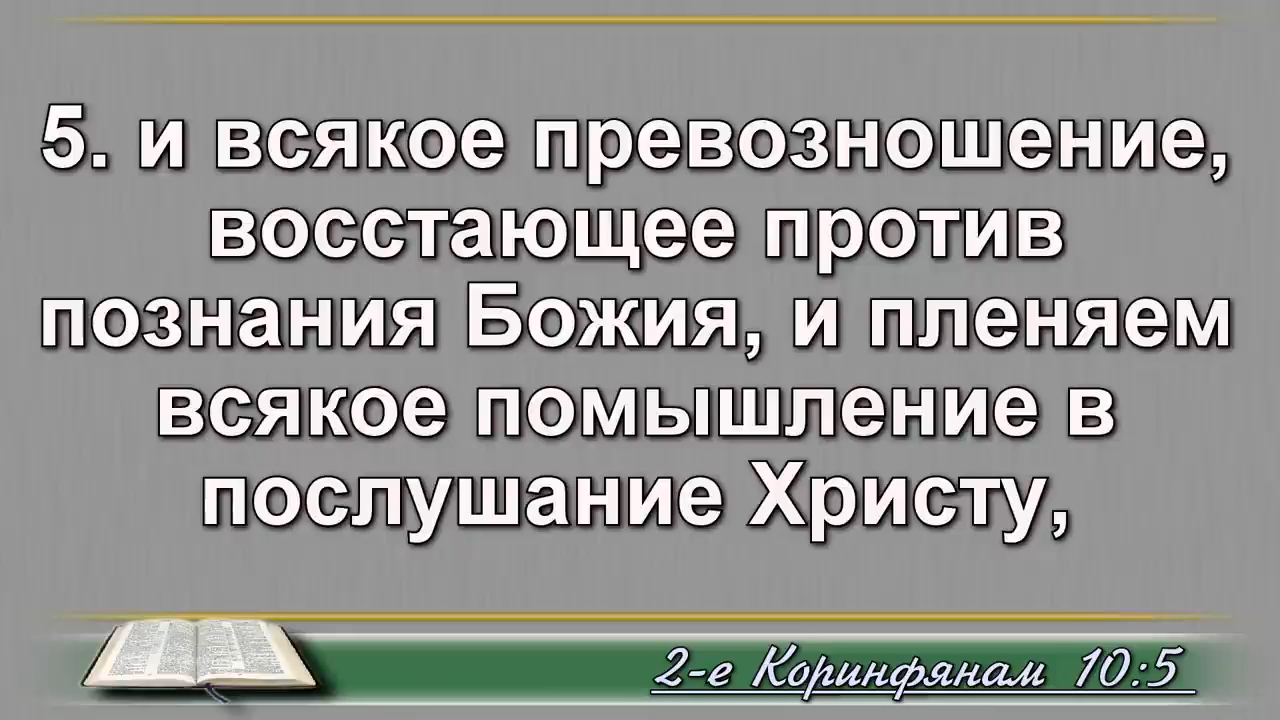 5. и всякое превозношение,
восстающее против
познания Божия, и пленяем
всякое помышление в
послушание Христу,
2-е Коринфянам 10:5